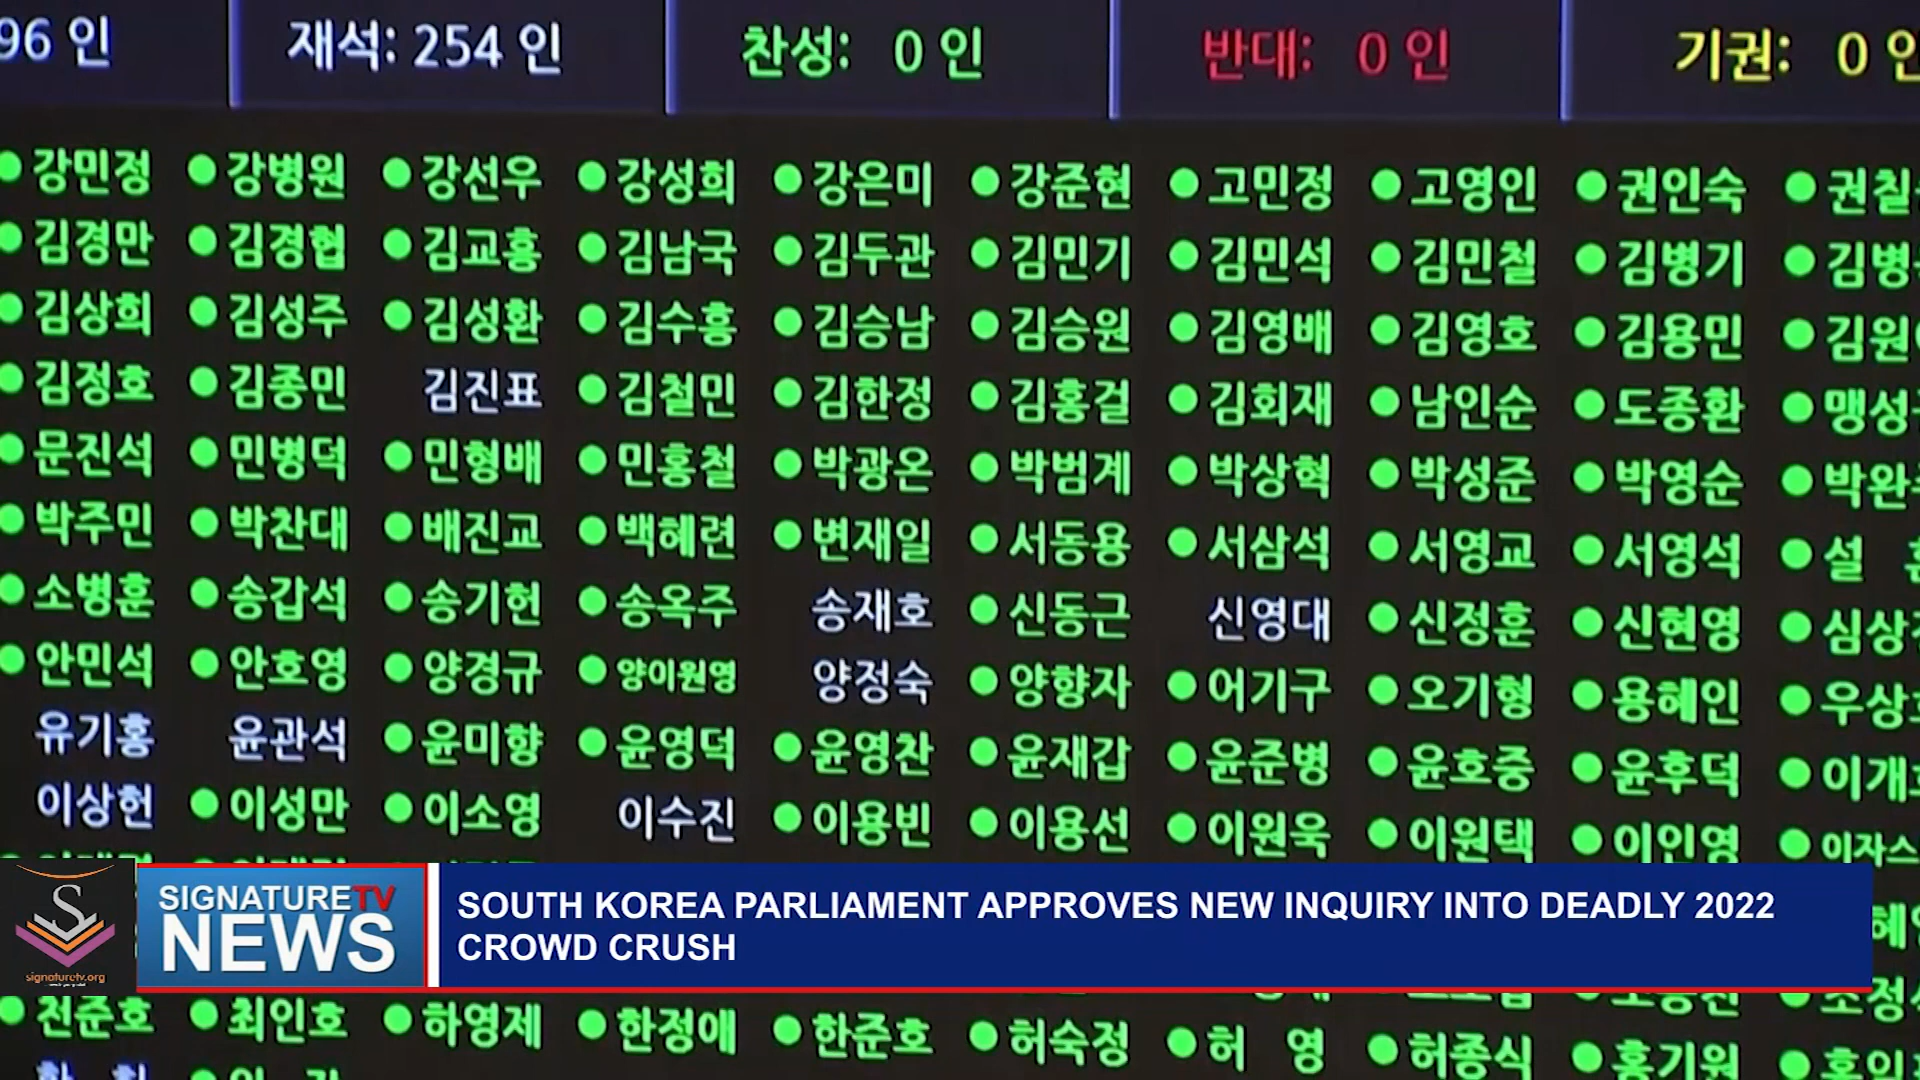 96 인 재석: 254 인 찬성: 0 인 반대: 0 인 기권: 0 인
강민정 강병원 강선우 강성희 강은미 강준현 고민정 고영인 권인숙
김경만 김경협 김교흥 김남국 김두관 김민기 김민석 김민철 김병기
김상희 김성주 김성환 김수흥 김승남 김승원 김영배 김영호 김용민
김정호 김종민 김진표 김철민 김한정 김홍걸 김회재 남인순 도종환
문진석 민병덕 민형배 민홍철 박광온 박범계 박상혁 박성준 박영순
박주민 박찬대 배진교 백혜련 변재일 서동용 서삼석 서영교 서영석 설
소병훈 송갑석 송기헌 송옥주 송재호 신동근 신영대 신정훈 신현영
안민석 안호영 양경규 양이원영 양정숙 양향자 어기구 오기형 용혜인
유기홍 윤관석 윤미향 윤영덕 윤영찬 윤재갑 윤준병 윤호중 윤후덕
이상헌 이성만 이소영 이수진 이용빈 이용선 이원욱 이원택 이인영
S
signaturetv.org
SIGNATURETV
NEWS
SOUTH KOREA PARLIAMENT APPROVES NEW INQUIRY INTO DEADLY 2022
CROWD CRUSH
전준호 최인호 하영제 한정애 한준호 허숙정 허 영 허종식 홍기원